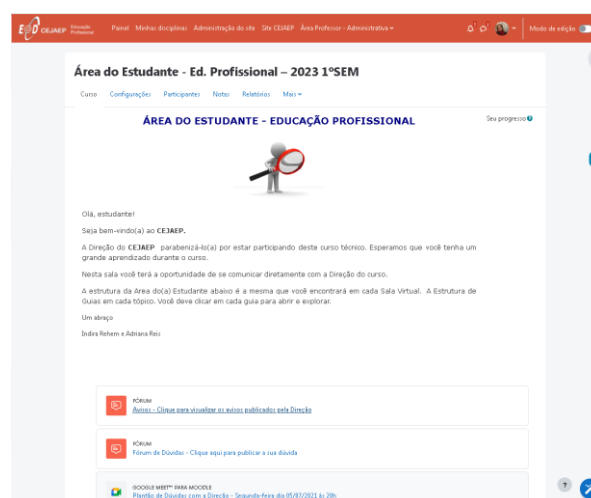 EaD CEJAEP Educação Profissional
Painel Minhas disciplinas Administração do site Site CEJAEP Área Professor - Administrativa
Modo de edição
Área do Estudante - Ed. Profissional – 2023 1ºSEM
Curso Configurações Participantes Notas Relatórios Mais
ÁREA DO ESTUDANTE - EDUCAÇÃO PROFISSIONAL
Seu progresso
Olá, estudante!
Seja bem-vindo(a) ao CEJAEP.
A Direção do CEJAEP parabenizá-lo(a) por estar participando deste curso técnico. Esperamos que você tenha um
grande aprendizado durante o curso.
Nesta sala você terá a oportunidade de se comunicar diretamente com a Direção do curso.
A estrutura da Area do(a) Estudante abaixo é a mesma que você encontrará em cada Sala Virtual. A Estrutura de
Guias em cada tópico. Você deve clicar em cada guia para abrir e explorar.
Um abraço
Indira Rehem e Adriana Reis
FÓRUM
Avisos - Clique para visualizar os avisos publicados pela Direção
FÓRUM
Fórum de Dúvidas - Clique aqui para publicar a sua dúvida
GOOGLE MEET™ PARA MOODLE
Plantão de Dúvidas com a Direção - Segunda-feira dia 05/07/2021 às 20h
?